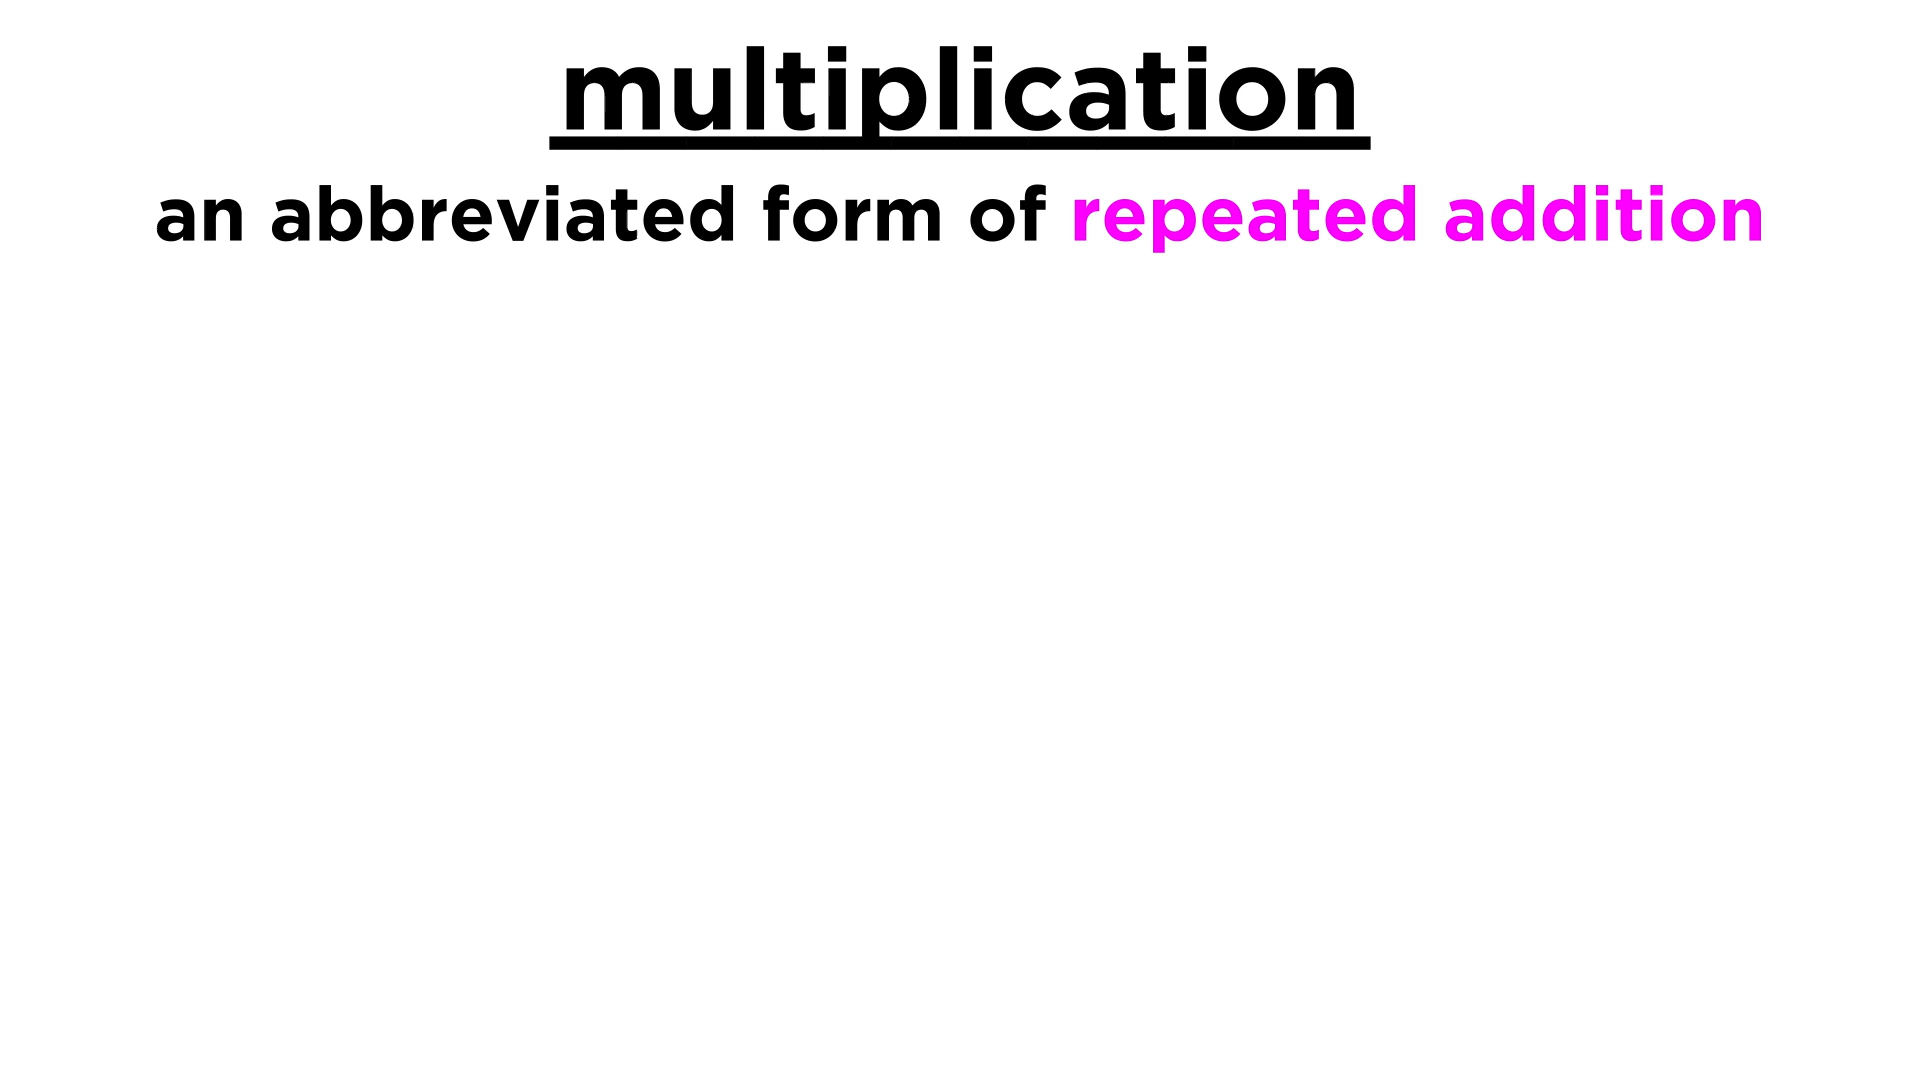 multiplication
an abbreviated form of repeated addition